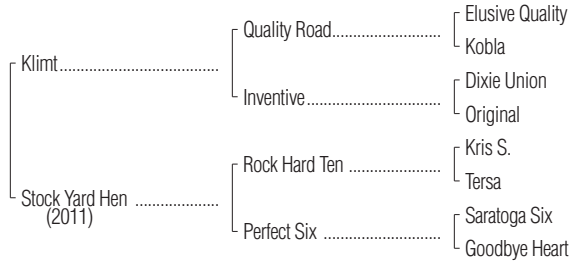 Elusive Quality
Quality Road..................................
Kobla
Klimt.....................................
Dixie Union
Inventive.........................................
Original
Kris S.
Rock Hard Ten ............................
Tersa
Stock Yard Hen ...................
(2011)
Saratoga Six
Perfect Six ....................................
Goodbye Heart